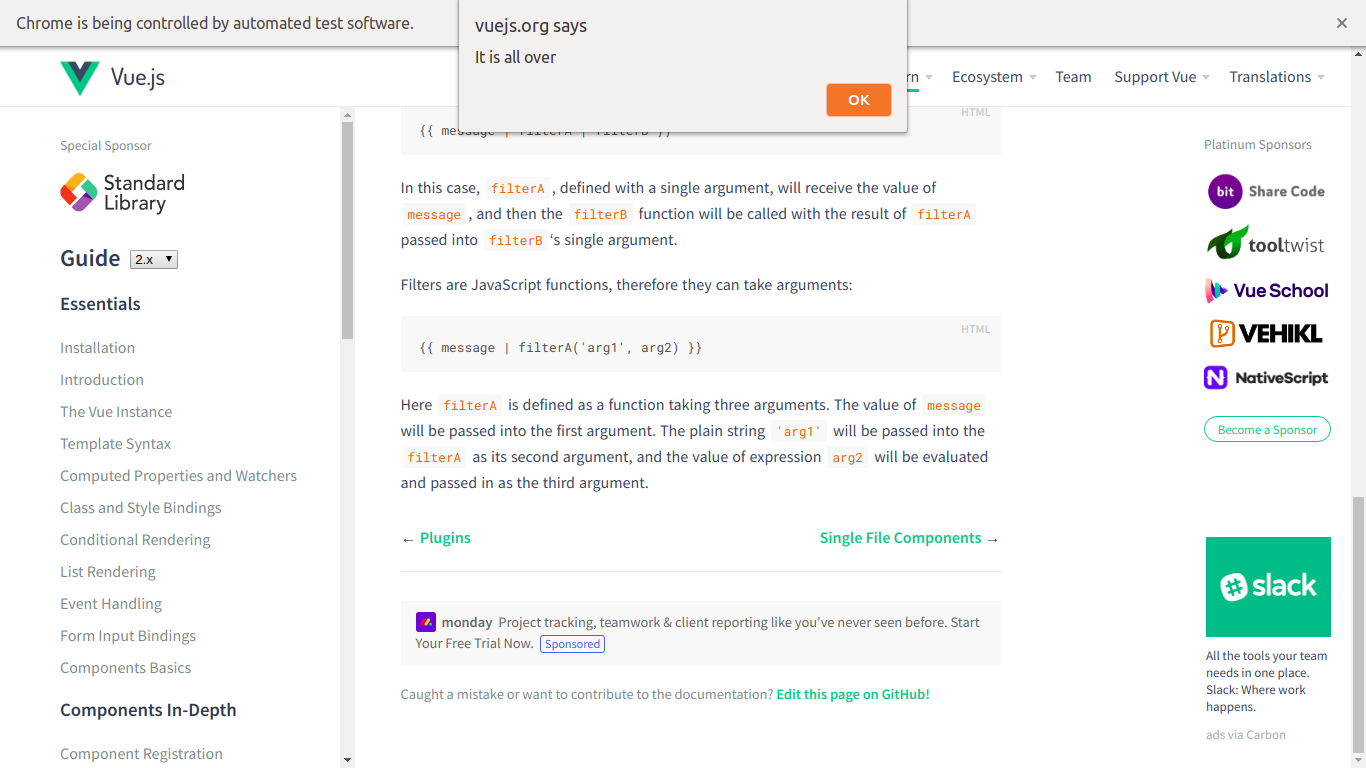 Chrome is being controlled by automated test software.
vuejs.org says
It is all over
OK
Vue.js
rn
Ecosystem
Team
Support Vue
Translations
Special Sponsor
Standard
Library
Guide
2.x
Essentials
Installation
Introduction
The Vue Instance
Template Syntax
Computed Properties and Watchers
Class and Style Bindings
Conditional Rendering
List Rendering
Event Handling
Form Input Bindings
Components Basics
Components In-Depth
Component Registration
HTML
{{ message | filterA | filterB }}
In this case, filterA , defined with a single argument, will receive the value of
message , and then the filterB function will be called with the result of filterA
passed into filterB ‘s single argument.
Filters are JavaScript functions, therefore they can take arguments:
HTML
{{ message | filterA('arg1', arg2) }}
Here filterA is defined as a function taking three arguments. The value of message
will be passed into the first argument. The plain string 'arg1' will be passed into the
filterA as its second argument, and the value of expression arg2 will be evaluated
and passed in as the third argument.
← Plugins
Single File Components →
monday Project tracking, teamwork & client reporting like you've never seen before. Start
Your Free Trial Now. Sponsored
Caught a mistake or want to contribute to the documentation? Edit this page on GitHub!
Platinum Sponsors
bit Share Code
tooltwist
Vue School
VEHIKL
NativeScript
Become a Sponsor
slack
All the tools your team
needs in one place.
Slack: Where work
happens.
ads via Carbon